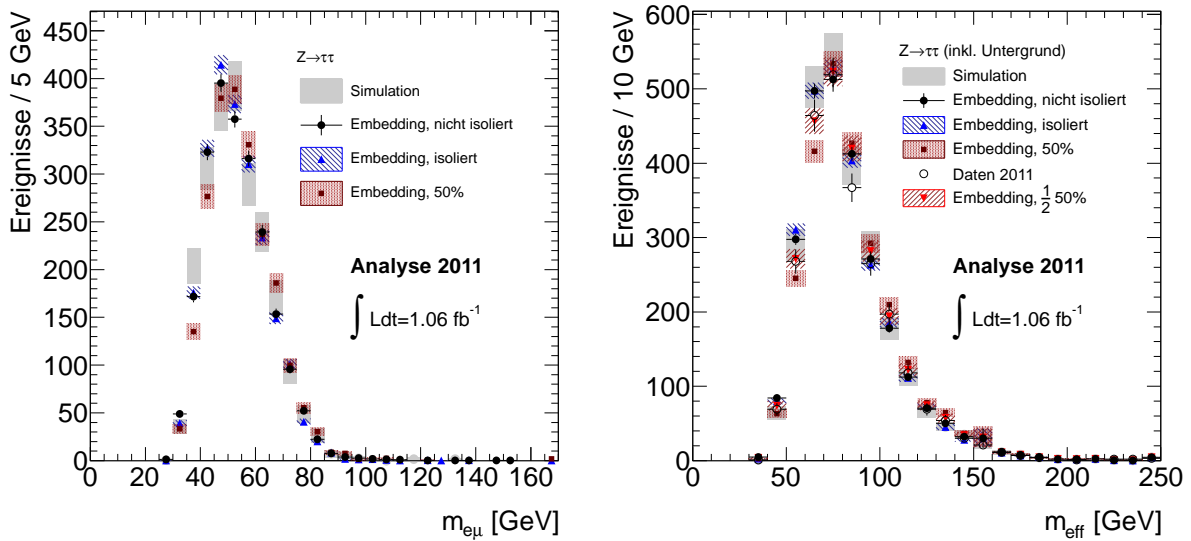 Ereignisse / 5 GeV
450
400
350
300
250
200
150
100
50
0
Z→ττ
Simulation
Embedding, nicht isoliert
Embedding, isoliert
Embedding, 50%
Analyse 2011
∫ Ldt=1.06 fb⁻¹
0 20 40 60 80 100 120 140 160
m_eμ [GeV]
Ereignisse / 10 GeV
600
500
400
300
200
100
0
Z→ττ (inkl. Untergrund)
Simulation
Embedding, nicht isoliert
Embedding, isoliert
Embedding, 50%
Daten 2011
Embedding, ½ 50%
Analyse 2011
∫ Ldt=1.06 fb⁻¹
0 50 100 150 200 250
m_eff [GeV]